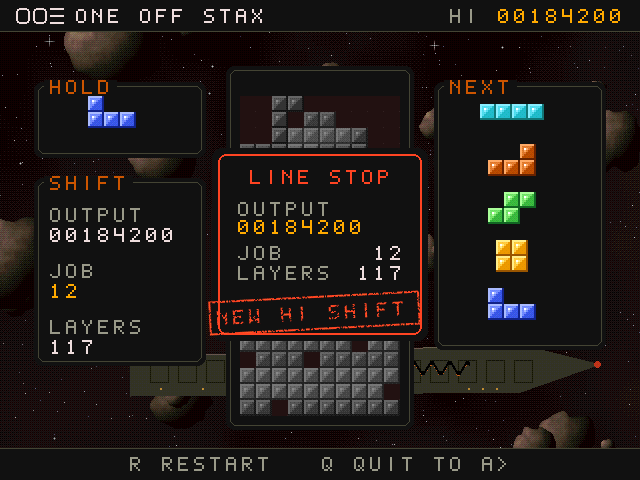 OOE ONE OFF STAX
HI 00184200
HOLD
SHIFT
OUTPUT
00184200
JOB
12
LAYERS
117
LINE STOP
OUTPUT
00184200
JOB 12
LAYERS 117
NEW HI SHIFT
NEXT
R RESTART Q QUIT TO A>